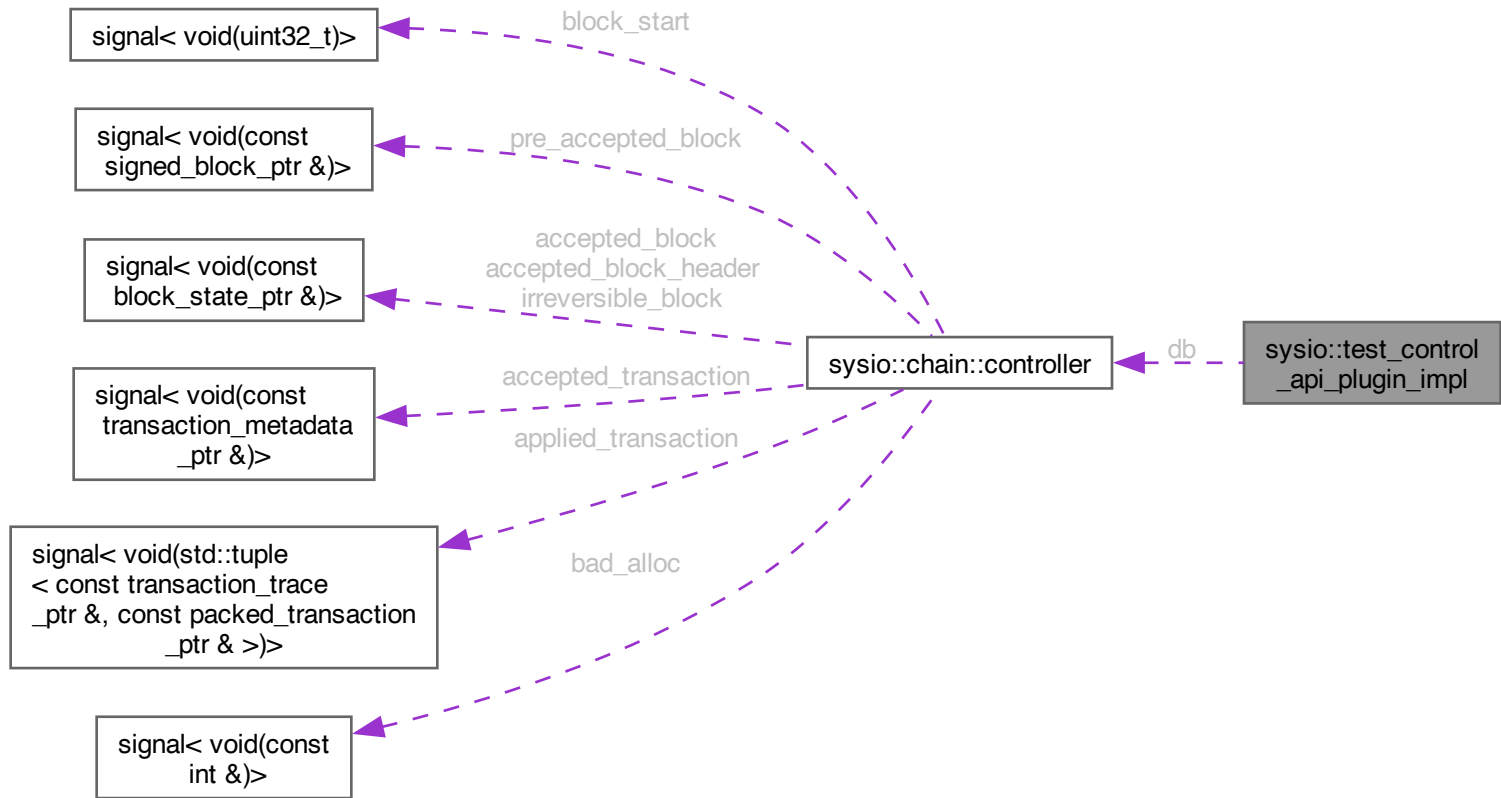 signal< void(uint32_t)>
block_start
signal< void(const
signed_block_ptr &)>
pre_accepted_block
signal< void(const
block_state_ptr &)>
accepted_block
accepted_block_header
irreversible_block
signal< void(const
transaction_metadata
_ptr &)>
accepted_transaction
signal< void(std::tuple
< const transaction_trace
_ptr &, const packed_transaction
_ptr & >)>
applied_transaction
signal< void(const
int &)>
bad_alloc
sysio::chain::controller
db
sysio::test_control
_api_plugin_impl